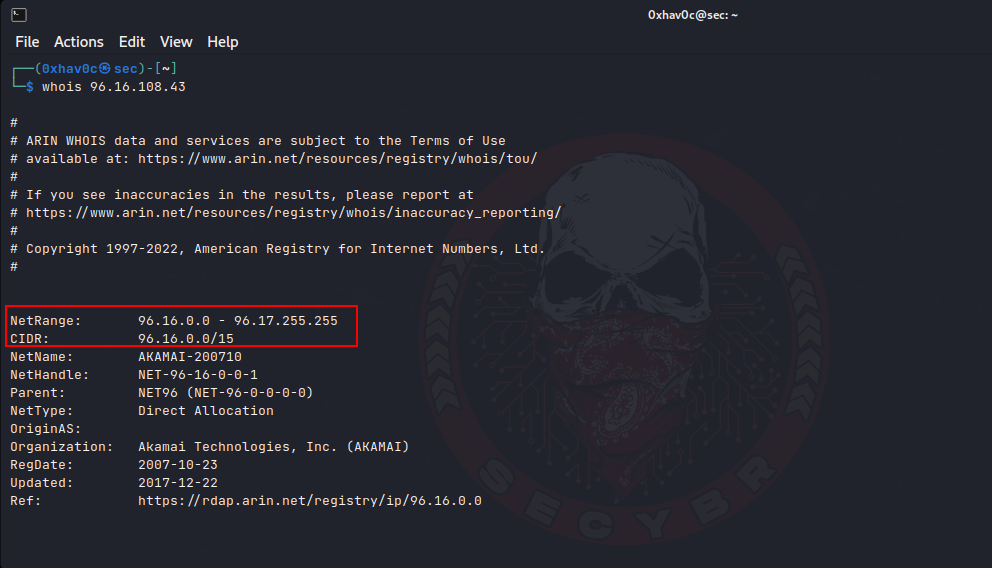 0xhav0c@sec: ~
File Actions Edit View Help
┌──(0xhav0c㉿sec)-[~]
└─$ whois 96.16.108.43
#
# ARIN WHOIS data and services are subject to the Terms of Use
# available at: https://www.arin.net/resources/registry/whois/tou/
#
# If you see inaccuracies in the results, please report at
# https://www.arin.net/resources/registry/whois/inaccuracy_reporting/
#
# Copyright 1997-2022, American Registry for Internet Numbers, Ltd.
#
NetRange: 96.16.0.0 - 96.17.255.255
CIDR: 96.16.0.0/15
NetName: AKAMAI-200710
NetHandle: NET-96-16-0-0-1
Parent: NET96 (NET-96-0-0-0-0)
NetType: Direct Allocation
OriginAS:
Organization: Akamai Technologies, Inc. (AKAMAI)
RegDate: 2007-10-23
Updated: 2017-12-22
Ref: https://rdap.arin.net/registry/ip/96.16.0.0
SECYBR